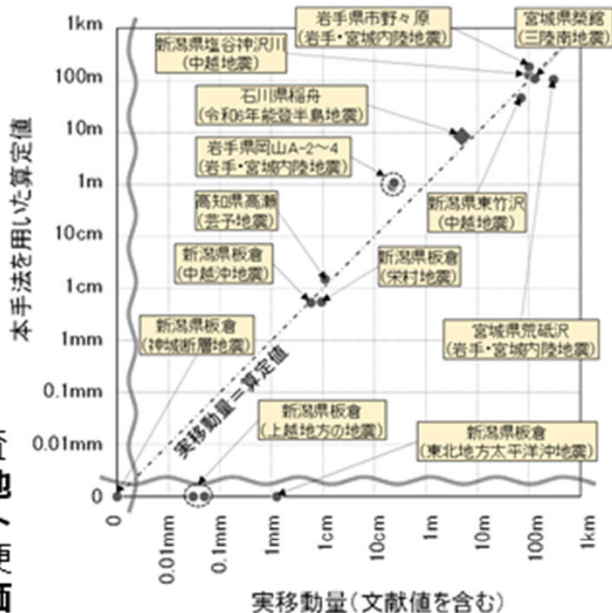 岩手県市野々原
(岩手・宮城内陸地震)
宮城県築館
(三陸南地震)
新潟県塩谷神沢川
(中越地震)
石川県稲舟
(令和6年能登半島地震)
岩手県岡山A-2～4
(岩手・宮城内陸地震)
高知県高瀬
(芸予地震)
新潟県東竹沢
(中越地震)
新潟県板倉
(中越沖地震)
新潟県板倉
(栄村地震)
新潟県板倉
(神城断層地震)
宮城県荒砥沢
(岩手・宮城内陸地震)
実移動量＝算定値
新潟県板倉
(上越地方の地震)
新潟県板倉
(東北地方太平洋沖地震)
本手法を用いた算定値
1km
100m
10m
1m
10cm
1cm
1mm
0.1mm
0.01mm
0
0
0.01mm
0.1mm
1cm
10cm
1m
10m
100m
1km
実移動量(文献値を含む)
地
価